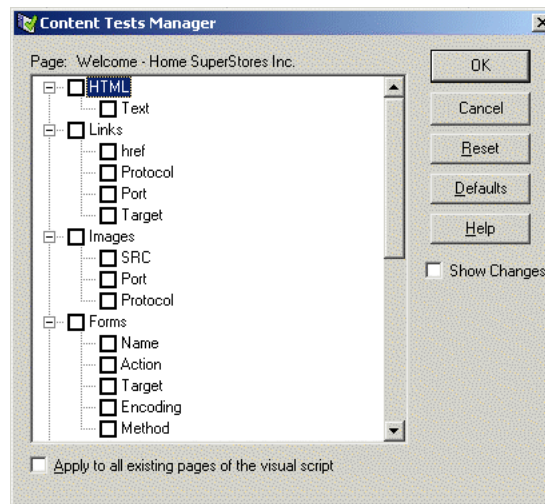 Content Tests Manager
Page: Welcome - Home SuperStores Inc.
HTML
Text
Links
href
Protocol
Port
Target
Images
SRC
Port
Protocol
Forms
Name
Action
Target
Encoding
Method
Apply to all existing pages of the visual script
OK
Cancel
Reset
Defaults
Help
Show Changes